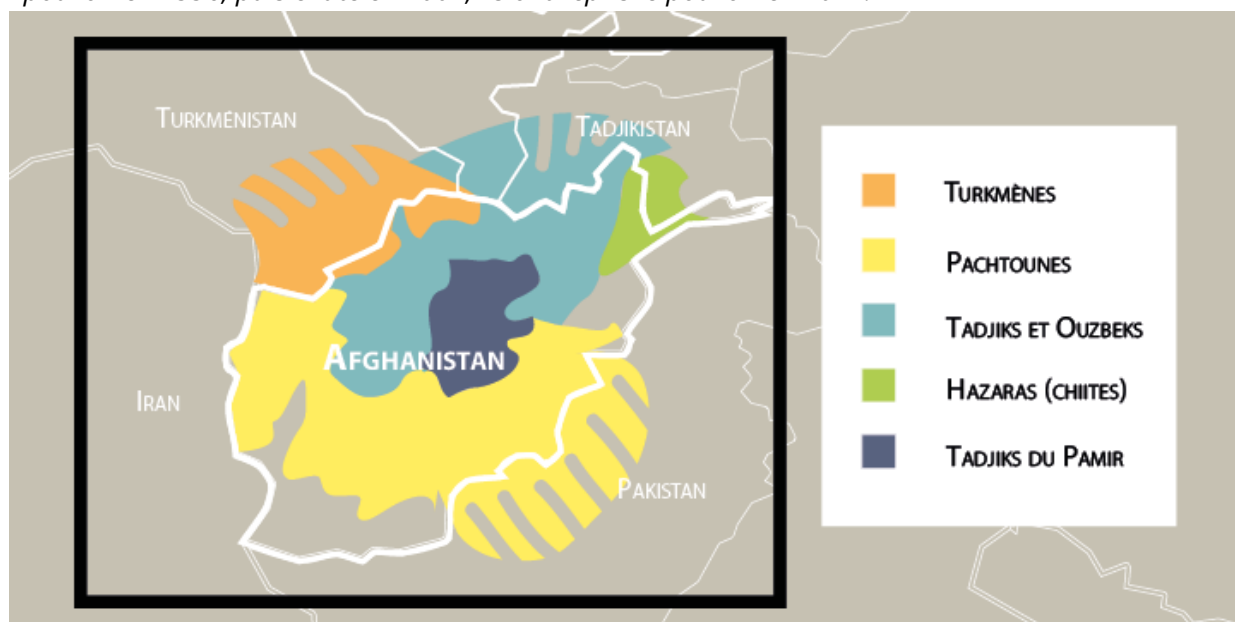 TURKMÉNISTAN
TADJIKISTAN
AFGHANISTAN
IRAN
PAKISTAN
TURKMÈNES
PACHTOUNES
TADJIKS ET OUZBEKS
HAZARAS (CHIITES)
TADJIKS DU PAMIR